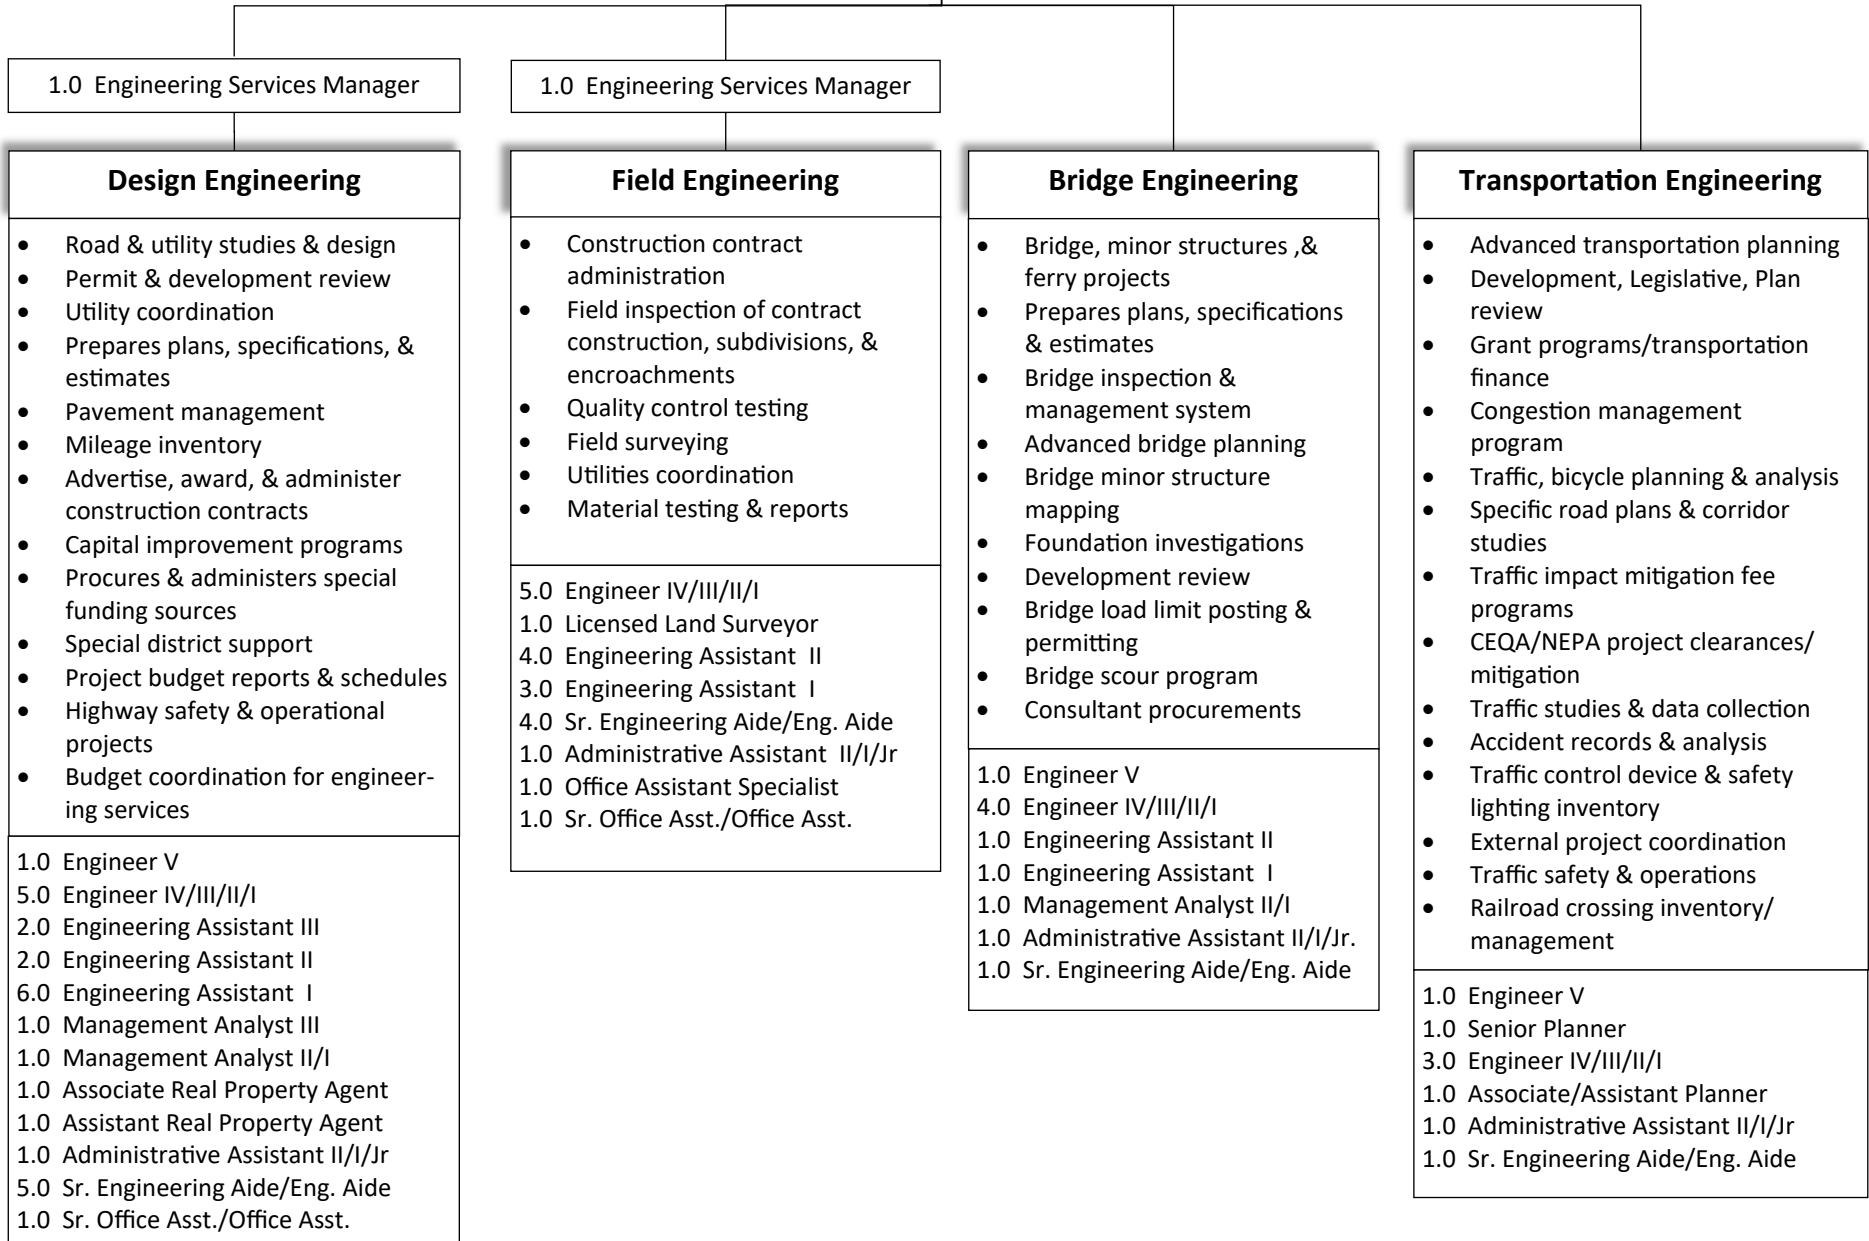 1.0 Engineering Services Manager
1.0 Engineering Services Manager
Design Engineering
• Road & utility studies & design
• Permit & development review
• Utility coordination
• Prepares plans, specifications, &
estimates
• Pavement management
• Mileage inventory
• Advertise, award, & administer
construction contracts
• Capital improvement programs
• Procures & administers special
funding sources
• Special district support
• Project budget reports & schedules
• Highway safety & operational
projects
• Budget coordination for engineer-
ing services
1.0 Engineer V
5.0 Engineer IV/III/II/I
2.0 Engineering Assistant III
2.0 Engineering Assistant II
6.0 Engineering Assistant I
1.0 Management Analyst III
1.0 Management Analyst II/I
1.0 Associate Real Property Agent
1.0 Assistant Real Property Agent
1.0 Administrative Assistant II/I/Jr
5.0 Sr. Engineering Aide/Eng. Aide
1.0 Sr. Office Asst./Office Asst.
Field Engineering
• Construction contract
administration
• Field inspection of contract
construction, subdivisions, &
encroachments
• Quality control testing
• Field surveying
• Utilities coordination
• Material testing & reports
5.0 Engineer IV/III/II/I
1.0 Licensed Land Surveyor
4.0 Engineering Assistant II
3.0 Engineering Assistant I
4.0 Sr. Engineering Aide/Eng. Aide
1.0 Administrative Assistant II/I/Jr
1.0 Office Assistant Specialist
1.0 Sr. Office Asst./Office Asst.
Bridge Engineering
• Bridge, minor structures ,&
ferry projects
• Prepares plans, specifications
& estimates
• Bridge inspection &
management system
• Advanced bridge planning
• Bridge minor structure
mapping
• Foundation investigations
• Development review
• Bridge load limit posting &
permitting
• Bridge scour program
• Consultant procurements
1.0 Engineer V
4.0 Engineer IV/III/II/I
1.0 Engineering Assistant II
1.0 Engineering Assistant I
1.0 Management Analyst II/I
1.0 Administrative Assistant II/I/Jr.
1.0 Sr. Engineering Aide/Eng. Aide
Transportation Engineering
• Advanced transportation planning
• Development, Legislative, Plan
review
• Grant programs/transportation
finance
• Congestion management
program
• Traffic, bicycle planning & analysis
• Specific road plans & corridor
studies
• Traffic impact mitigation fee
programs
• CEQA/NEPA project clearances/
mitigation
• Traffic studies & data collection
• Accident records & analysis
• Traffic control device & safety
lighting inventory
• External project coordination
• Traffic safety & operations
• Railroad crossing inventory/
management
1.0 Engineer V
1.0 Senior Planner
3.0 Engineer IV/III/II/I
1.0 Associate/Assistant Planner
1.0 Administrative Assistant II/I/Jr
1.0 Sr. Engineering Aide/Eng. Aide